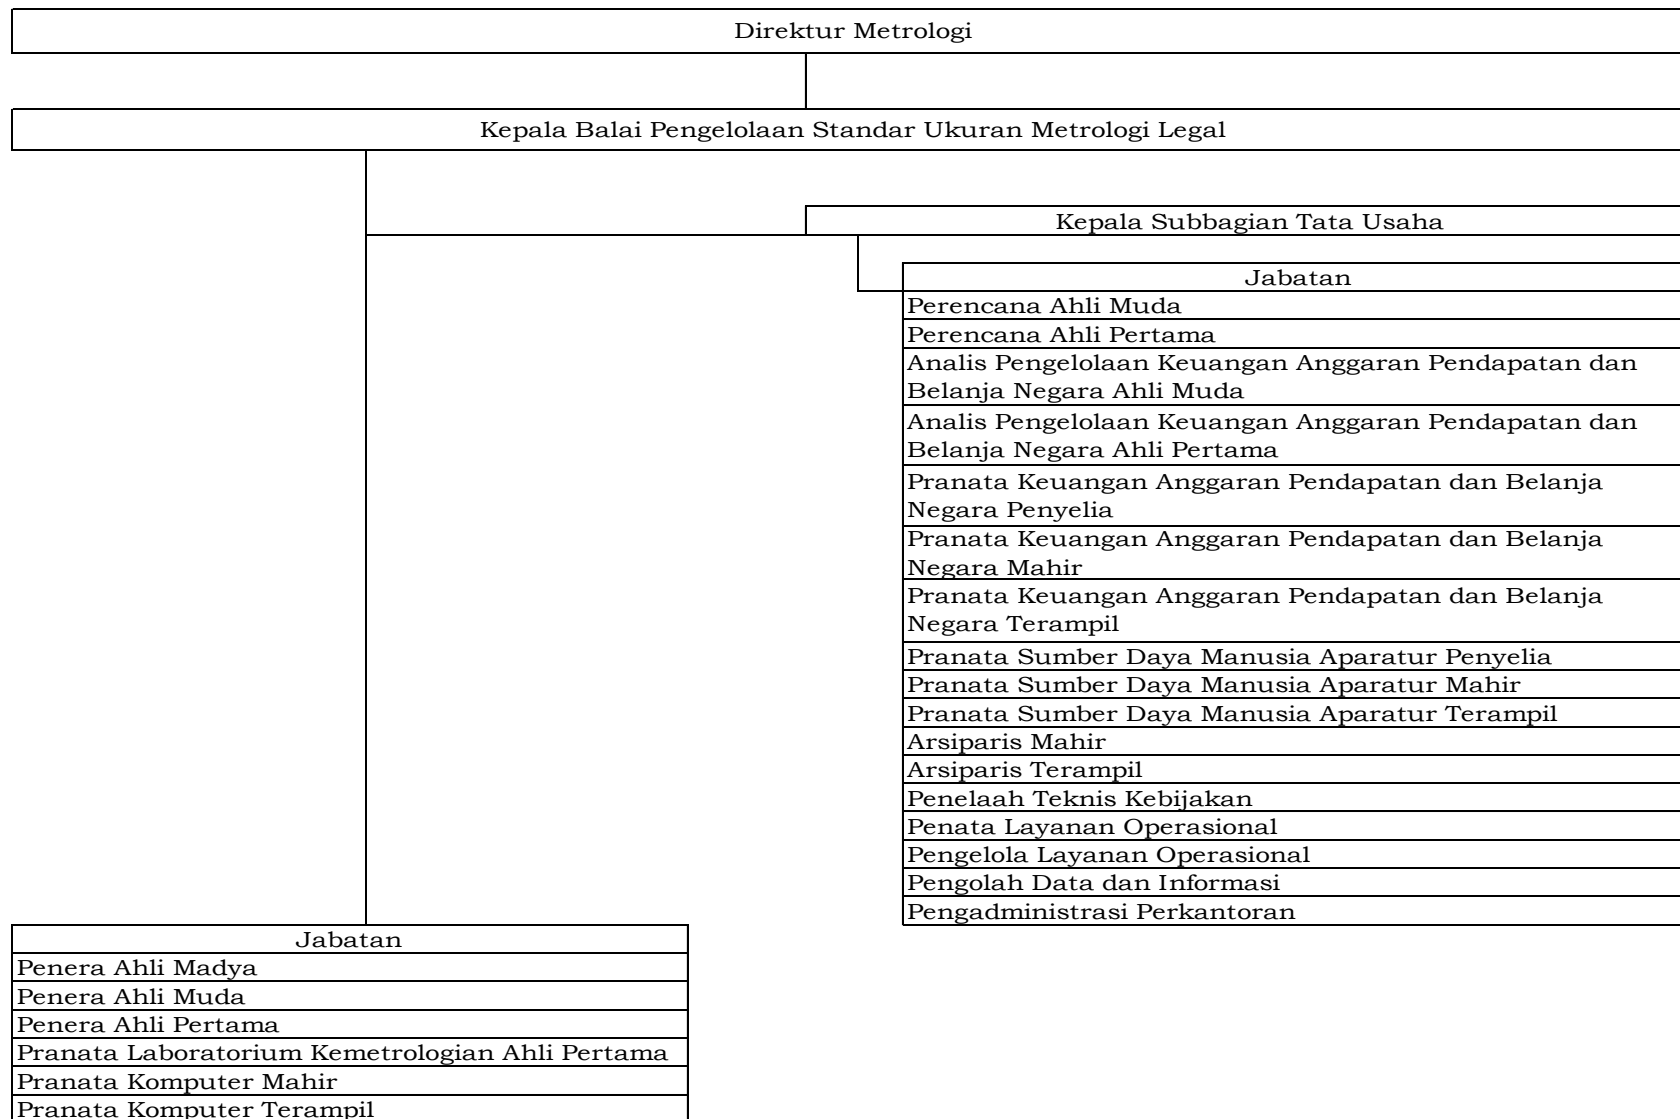 Direktur Metrologi
Kepala Balai Pengelolaan Standar Ukuran Metrologi Legal
Kepala Subbagian Tata Usaha
Jabatan
Perencana Ahli Muda
Perencana Ahli Pertama
Analis Pengelolaan Keuangan Anggaran Pendapatan dan
Belanja Negara Ahli Muda
Analis Pengelolaan Keuangan Anggaran Pendapatan dan
Belanja Negara Ahli Pertama
Pranata Keuangan Anggaran Pendapatan dan Belanja
Negara Penyelia
Pranata Keuangan Anggaran Pendapatan dan Belanja
Negara Mahir
Pranata Keuangan Anggaran Pendapatan dan Belanja
Negara Terampil
Pranata Sumber Daya Manusia Aparatur Penyelia
Pranata Sumber Daya Manusia Aparatur Mahir
Pranata Sumber Daya Manusia Aparatur Terampil
Arsiparis Mahir
Arsiparis Terampil
Penelaah Teknis Kebijakan
Penata Layanan Operasional
Pengelola Layanan Operasional
Pengolah Data dan Informasi
Pengadministrasi Perkantoran
Jabatan
Penera Ahli Madya
Penera Ahli Muda
Penera Ahli Pertama
Pranata Laboratorium Kemetrologian Ahli Pertama
Pranata Komputer Mahir
Pranata Komputer Terampil